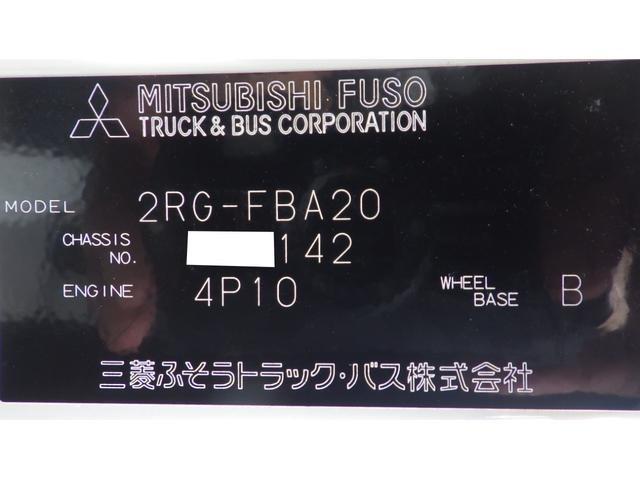 MITSUBISHI FUSO
TRUCK & BUS CORPORATION
MODEL 2RG-FBA20
CHASSIS NO. 142
ENGINE 4P10 WHEEL BASE B
三菱ふそうトラック・バス株式会社